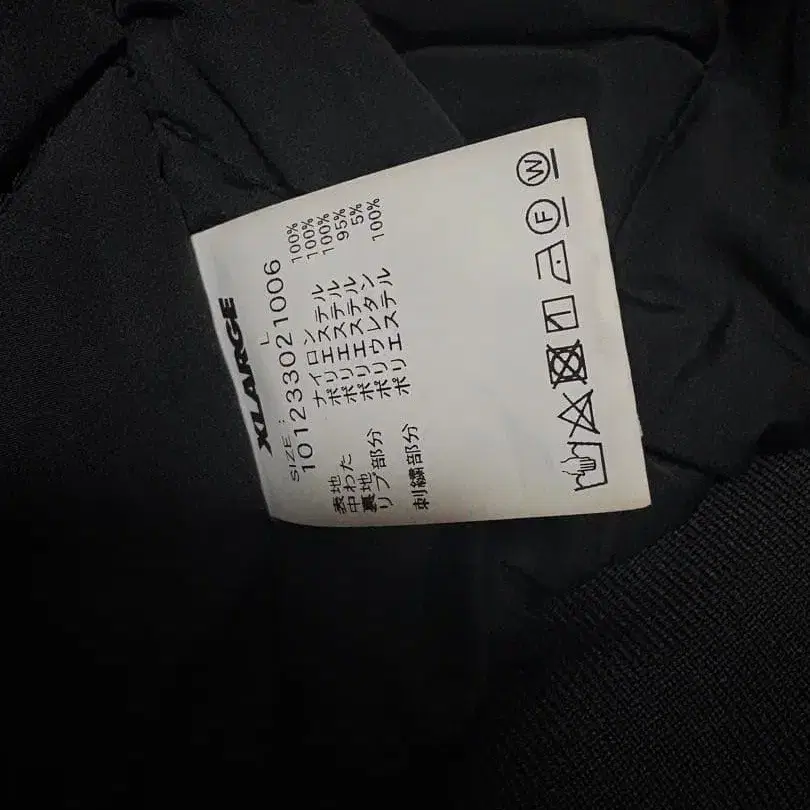 XLARGE
SIZE : L
101233021006
表地 ナイロン 100%
中わた ポリエステル 100%
裏地 ポリエステル 100%
リブ部分 ポリエステル 95%
ポリウレタン 5%
刺繍部分 ポリエステル 100%
F
W